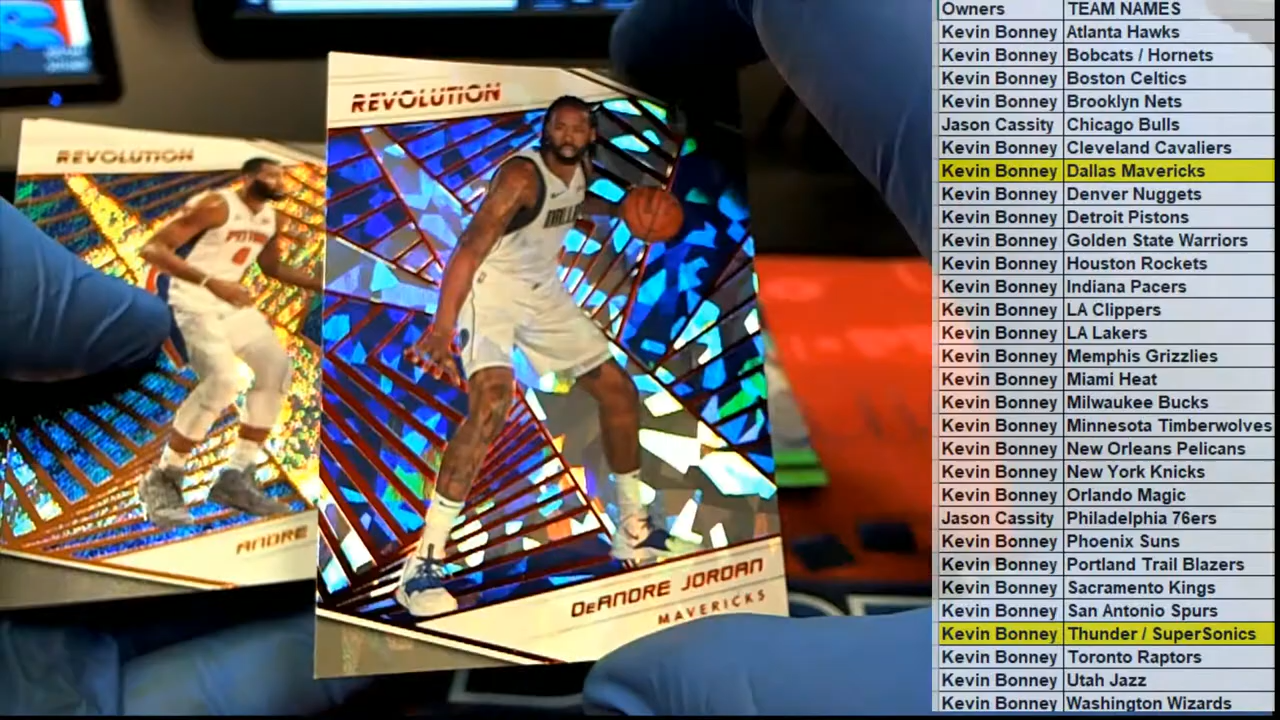 REVOLUTION
ANDRE
REVOLUTION
DALLAS
DeANDRE JORDAN
MAVERICKS
Owners TEAM NAMES
Kevin Bonney Atlanta Hawks
Kevin Bonney Bobcats / Hornets
Kevin Bonney Boston Celtics
Kevin Bonney Brooklyn Nets
Jason Cassity Chicago Bulls
Kevin Bonney Cleveland Cavaliers
Kevin Bonney Dallas Mavericks
Kevin Bonney Denver Nuggets
Kevin Bonney Detroit Pistons
Kevin Bonney Golden State Warriors
Kevin Bonney Houston Rockets
Kevin Bonney Indiana Pacers
Kevin Bonney LA Clippers
Kevin Bonney LA Lakers
Kevin Bonney Memphis Grizzlies
Kevin Bonney Miami Heat
Kevin Bonney Milwaukee Bucks
Kevin Bonney Minnesota Timberwolves
Kevin Bonney New Orleans Pelicans
Kevin Bonney New York Knicks
Kevin Bonney Orlando Magic
Jason Cassity Philadelphia 76ers
Kevin Bonney Phoenix Suns
Kevin Bonney Portland Trail Blazers
Kevin Bonney Sacramento Kings
Kevin Bonney San Antonio Spurs
Kevin Bonney Thunder / SuperSonics
Kevin Bonney Toronto Raptors
Kevin Bonney Utah Jazz
Kevin Bonney Washington Wizards